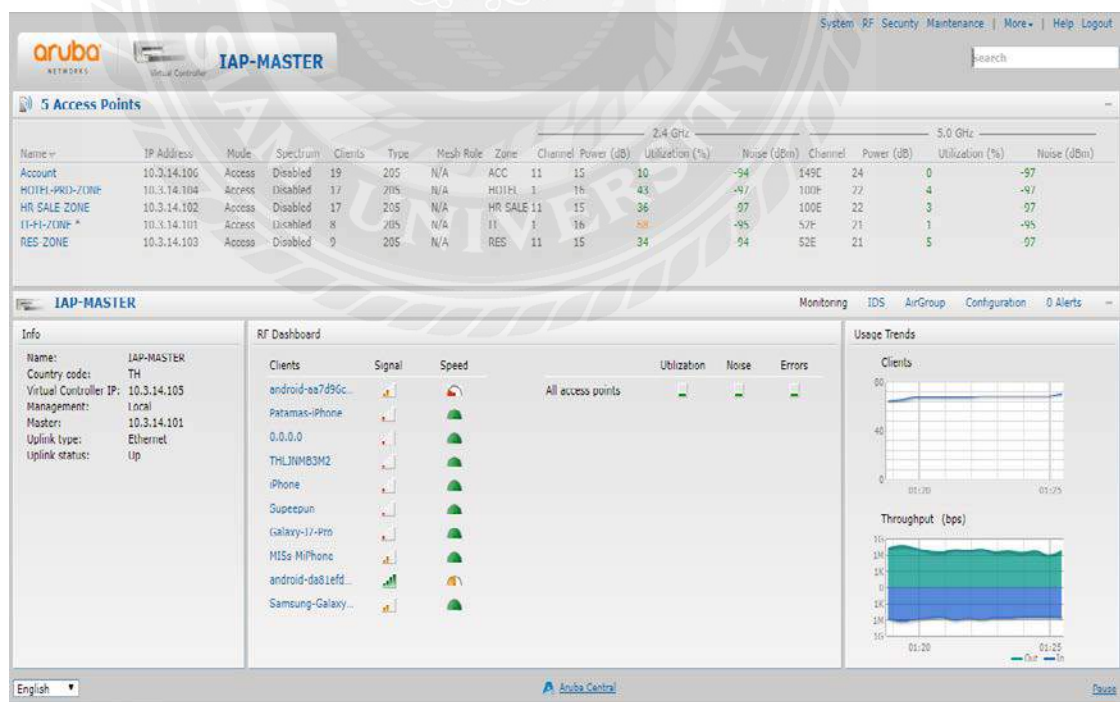 System RF Security Maintenance | More | Help Logout
aruba
NETWORKS
Virtual Controller
IAP-MASTER
search
5 Access Points
2.4 GHz 5.0 GHz
Name IP Address Mode Spectrum Clients Type Mesh Role Zone Channel Power (dB) Utilization (%) Noise (dBm) Channel Power (dB) Utilization (%) Noise (dBm)
Account 10.3.14.106 Access Disabled 19 205 N/A ACC 11 15 10 -94 149E 24 0 -97
HOTEL-PRD-ZONE 10.3.14.104 Access Disabled 17 205 N/A HOTEL 1 16 43 -97 100E 22 4 -97
HR SALE ZONE 10.3.14.102 Access Disabled 17 205 N/A HR SALE 11 15 36 97 100E 22 3 -97
10.3.14.101 Access Disabled 8 205 N/A IT 1 16 -95 52E 21 1 -95
RES-ZONE 10.3.14.103 Access Disabled 9 205 N/A RES 11 15 34 94 52E 21 5 -97
SIAM UNIVERSITY
IAP-MASTER
Monitoring IDS AirGroup Configuration 0 Alerts
Info
Name: IAP-MASTER
Country code: TH
Virtual Controller IP: 10.3.14.105
Management: Local
Master: 10.3.14.101
Uplink type: Ethernet
Uplink status: Up
RF Dashboard
Clients Signal Speed
android-aa7d96c...
Patamas-iPhone
0.0.0.0
THLJNMB3M2
iPhone
Supeepun
Galaxy-J7-Pro
MISs MiPhone
android-da81efd...
Samsung-Galaxy...
Utilization Noise Errors
All access points
Usage Trends
Clients
60
40
0
01:20 01:25
Throughput (bps)
1G
1M
1K
0
1K
1M
1G
01:20 01:25
Out In
English
Aruba Central
Pause